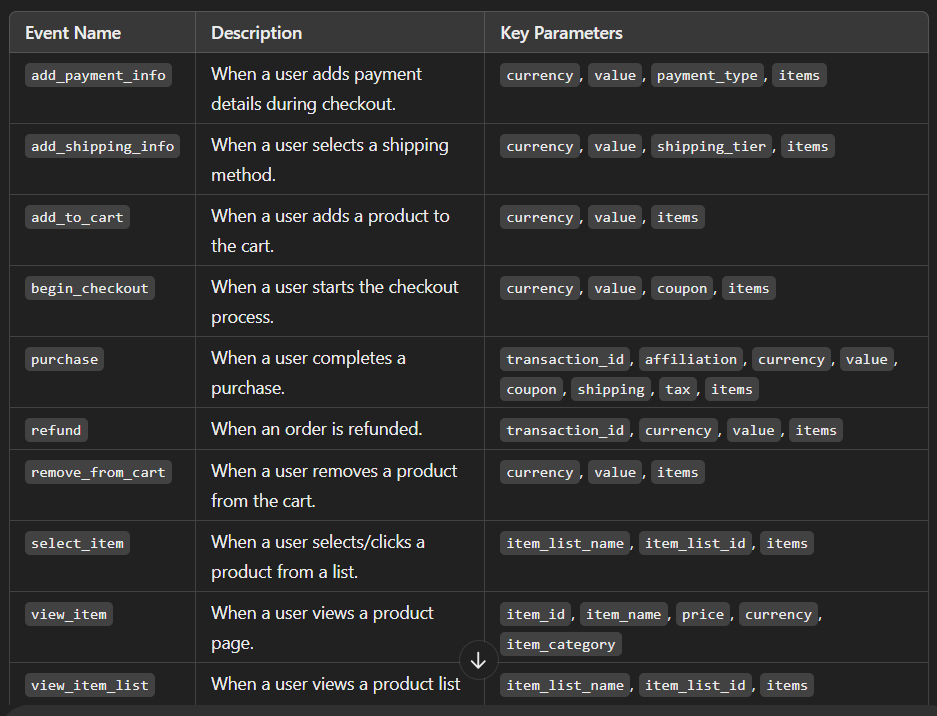 Event Name Description Key Parameters
add_payment_info When a user adds payment currency, value, payment_type, items
details during checkout.
add_shipping_info When a user selects a shipping currency, value, shipping_tier, items
method.
add_to_cart When a user adds a product to currency, value, items
the cart.
begin_checkout When a user starts the checkout currency, value, coupon, items
process.
purchase When a user completes a transaction_id, affiliation, currency, value,
purchase. coupon, shipping, tax, items
refund When an order is refunded. transaction_id, currency, value, items
remove_from_cart When a user removes a product currency, value, items
from the cart.
select_item When a user selects/clicks a item_list_name, item_list_id, items
product from a list.
view_item When a user views a product item_id, item_name, price, currency,
page. item_category
view_item_list When a user views a product list item_list_name, item_list_id, items